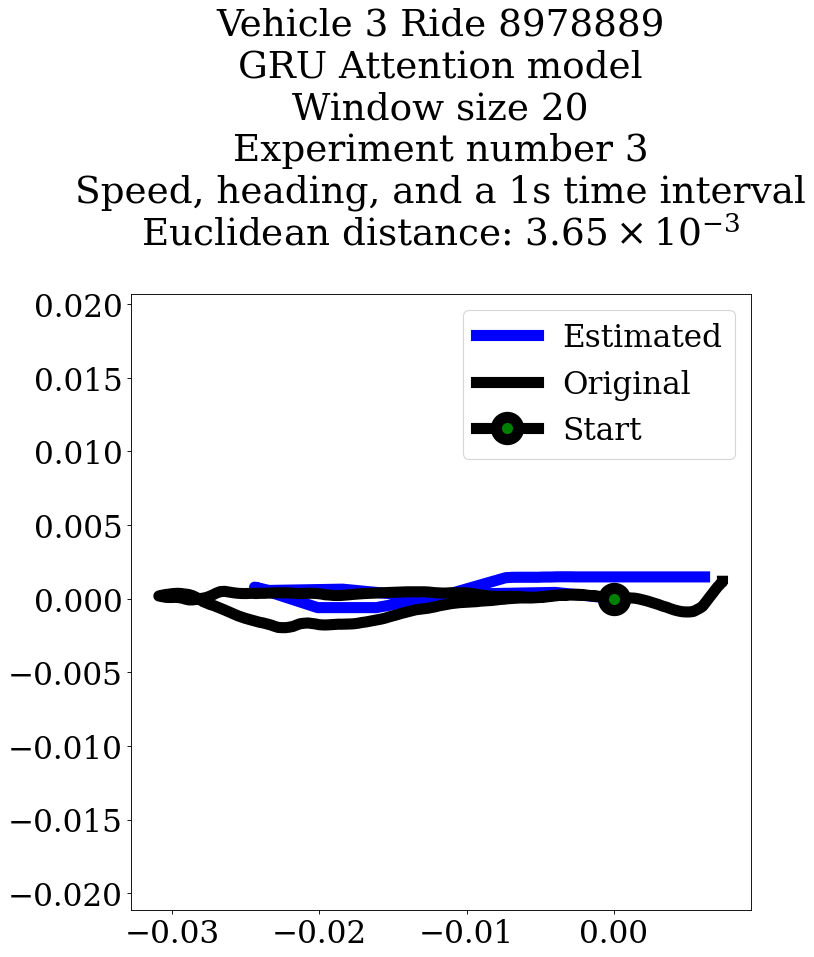 Vehicle 3 Ride 8978889
GRU Attention model
Window size 20
Experiment number 3
Speed, heading, and a 1s time interval
Euclidean distance: 3.65 × 10⁻³
0.020
0.015
0.010
0.005
0.000
−0.005
−0.010
−0.015
−0.020
Estimated
Original
Start
−0.03 −0.02 −0.01 0.00